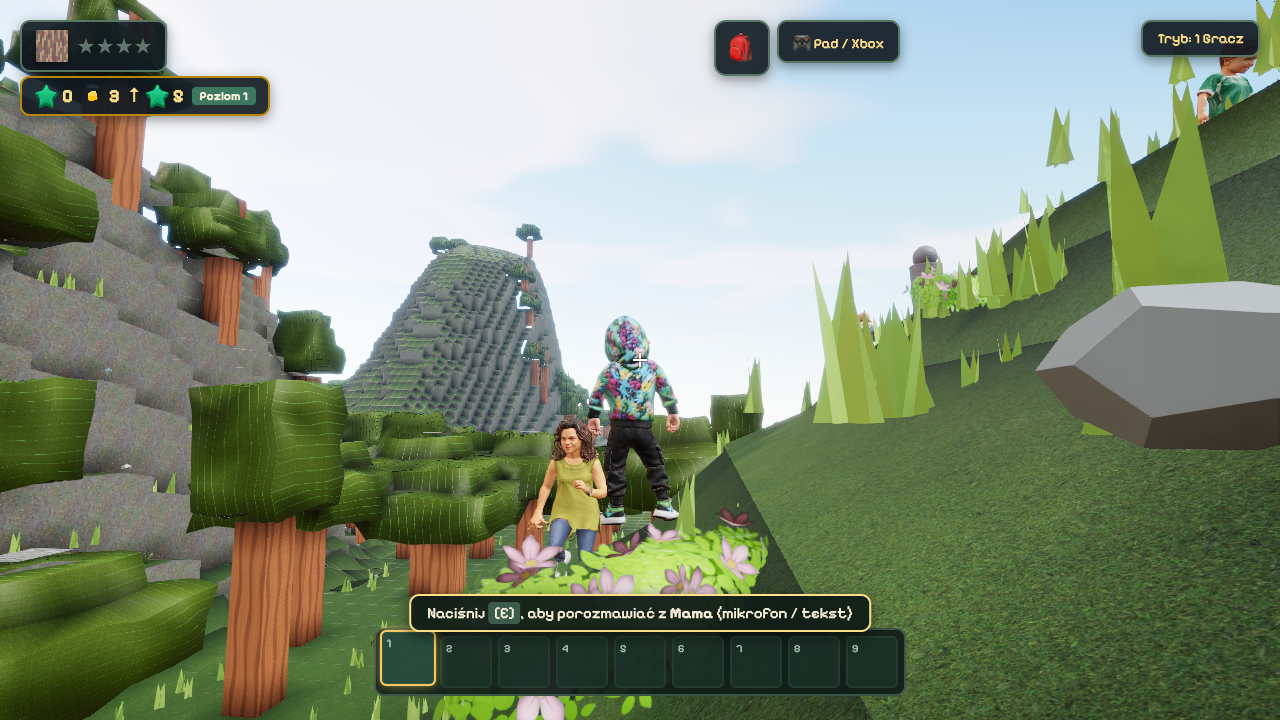 Pad / Xbox
Tryb: 1 Gracz
0 3 ↑ 8 Poziom 1
Naciśnij [E], aby porozmawiać z Mama (mikrofon / tekst)
1 2 3 4 5 6 7 8 9